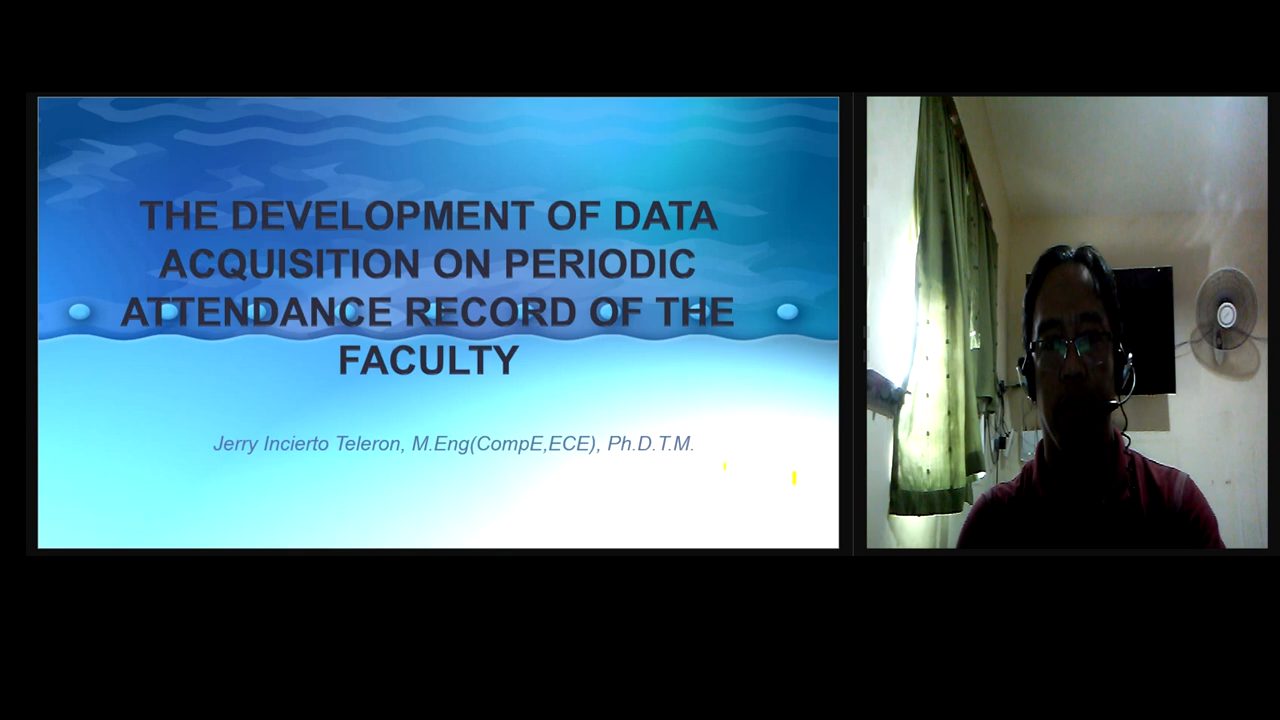 THE DEVELOPMENT OF DATA
ACQUISITION ON PERIODIC
ATTENDANCE RECORD OF THE
FACULTY
Jerry Incierto Teleron, M.Eng(CompE,ECE), Ph.D.T.M.